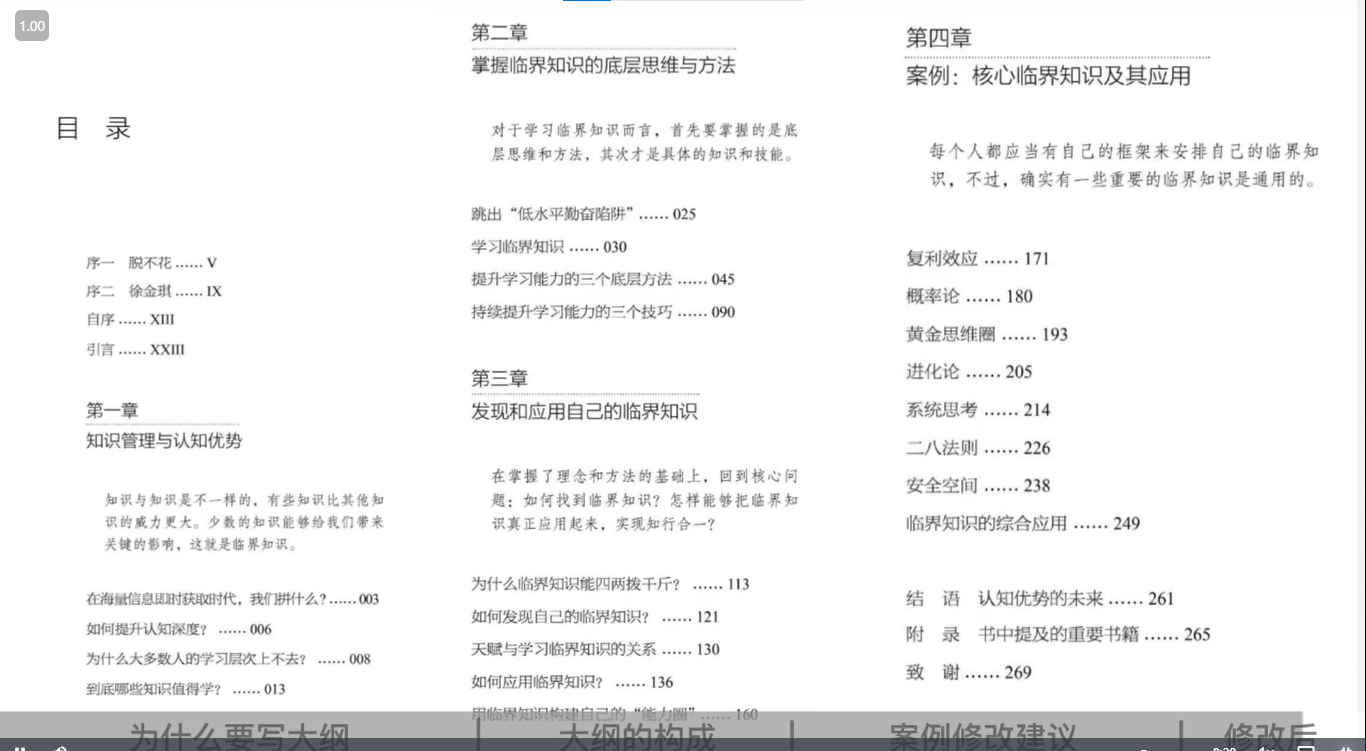 1.00
目 录
序一 脱不花 …… V
序二 徐金琪 …… IX
自序 …… XIII
引言 …… XXIII
第一章
知识管理与认知优势
知识与知识是不一样的，有些知识比其他知
识的威力更大。少数的知识能够给我们带来
关键的影响，这就是临界知识。
在海量信息即时获取时代，我们拼什么？…… 003
如何提升认知深度？ …… 006
为什么大多数人的学习层次上不去？ …… 008
到底哪些知识值得学？ …… 013
第二章
掌握临界知识的底层思维与方法
对于学习临界知识而言，首先要掌握的是底
层思维和方法，其次才是具体的知识和技能。
跳出“低水平勤奋陷阱” …… 025
学习临界知识 …… 030
提升学习能力的三个底层方法 …… 045
持续提升学习能力的三个技巧 …… 090
第三章
发现和应用自己的临界知识
在掌握了理念和方法的基础上，回到核心问
题：如何找到临界知识？怎样能够把临界知
识真正应用起来，实现知行合一？
为什么临界知识能四两拨千斤？ …… 113
如何发现自己的临界知识？ …… 121
天赋与学习临界知识的关系 …… 130
如何应用临界知识？ …… 136
用临界知识构建自己的“能力圈” …… 160
第四章
案例：核心临界知识及其应用
每个人都应当有自己的框架来安排自己的临界知
识，不过，确实有一些重要的临界知识是通用的。
复利效应 …… 171
概率论 …… 180
黄金思维圈 …… 193
进化论 …… 205
系统思考 …… 214
二八法则 …… 226
安全空间 …… 238
临界知识的综合应用 …… 249
结 语 认知优势的未来 …… 261
附 录 书中提及的重要书籍 …… 265
致 谢 …… 269
为什么要写大纲 | 大纲的构成 | 案例修改建议 | 修改后